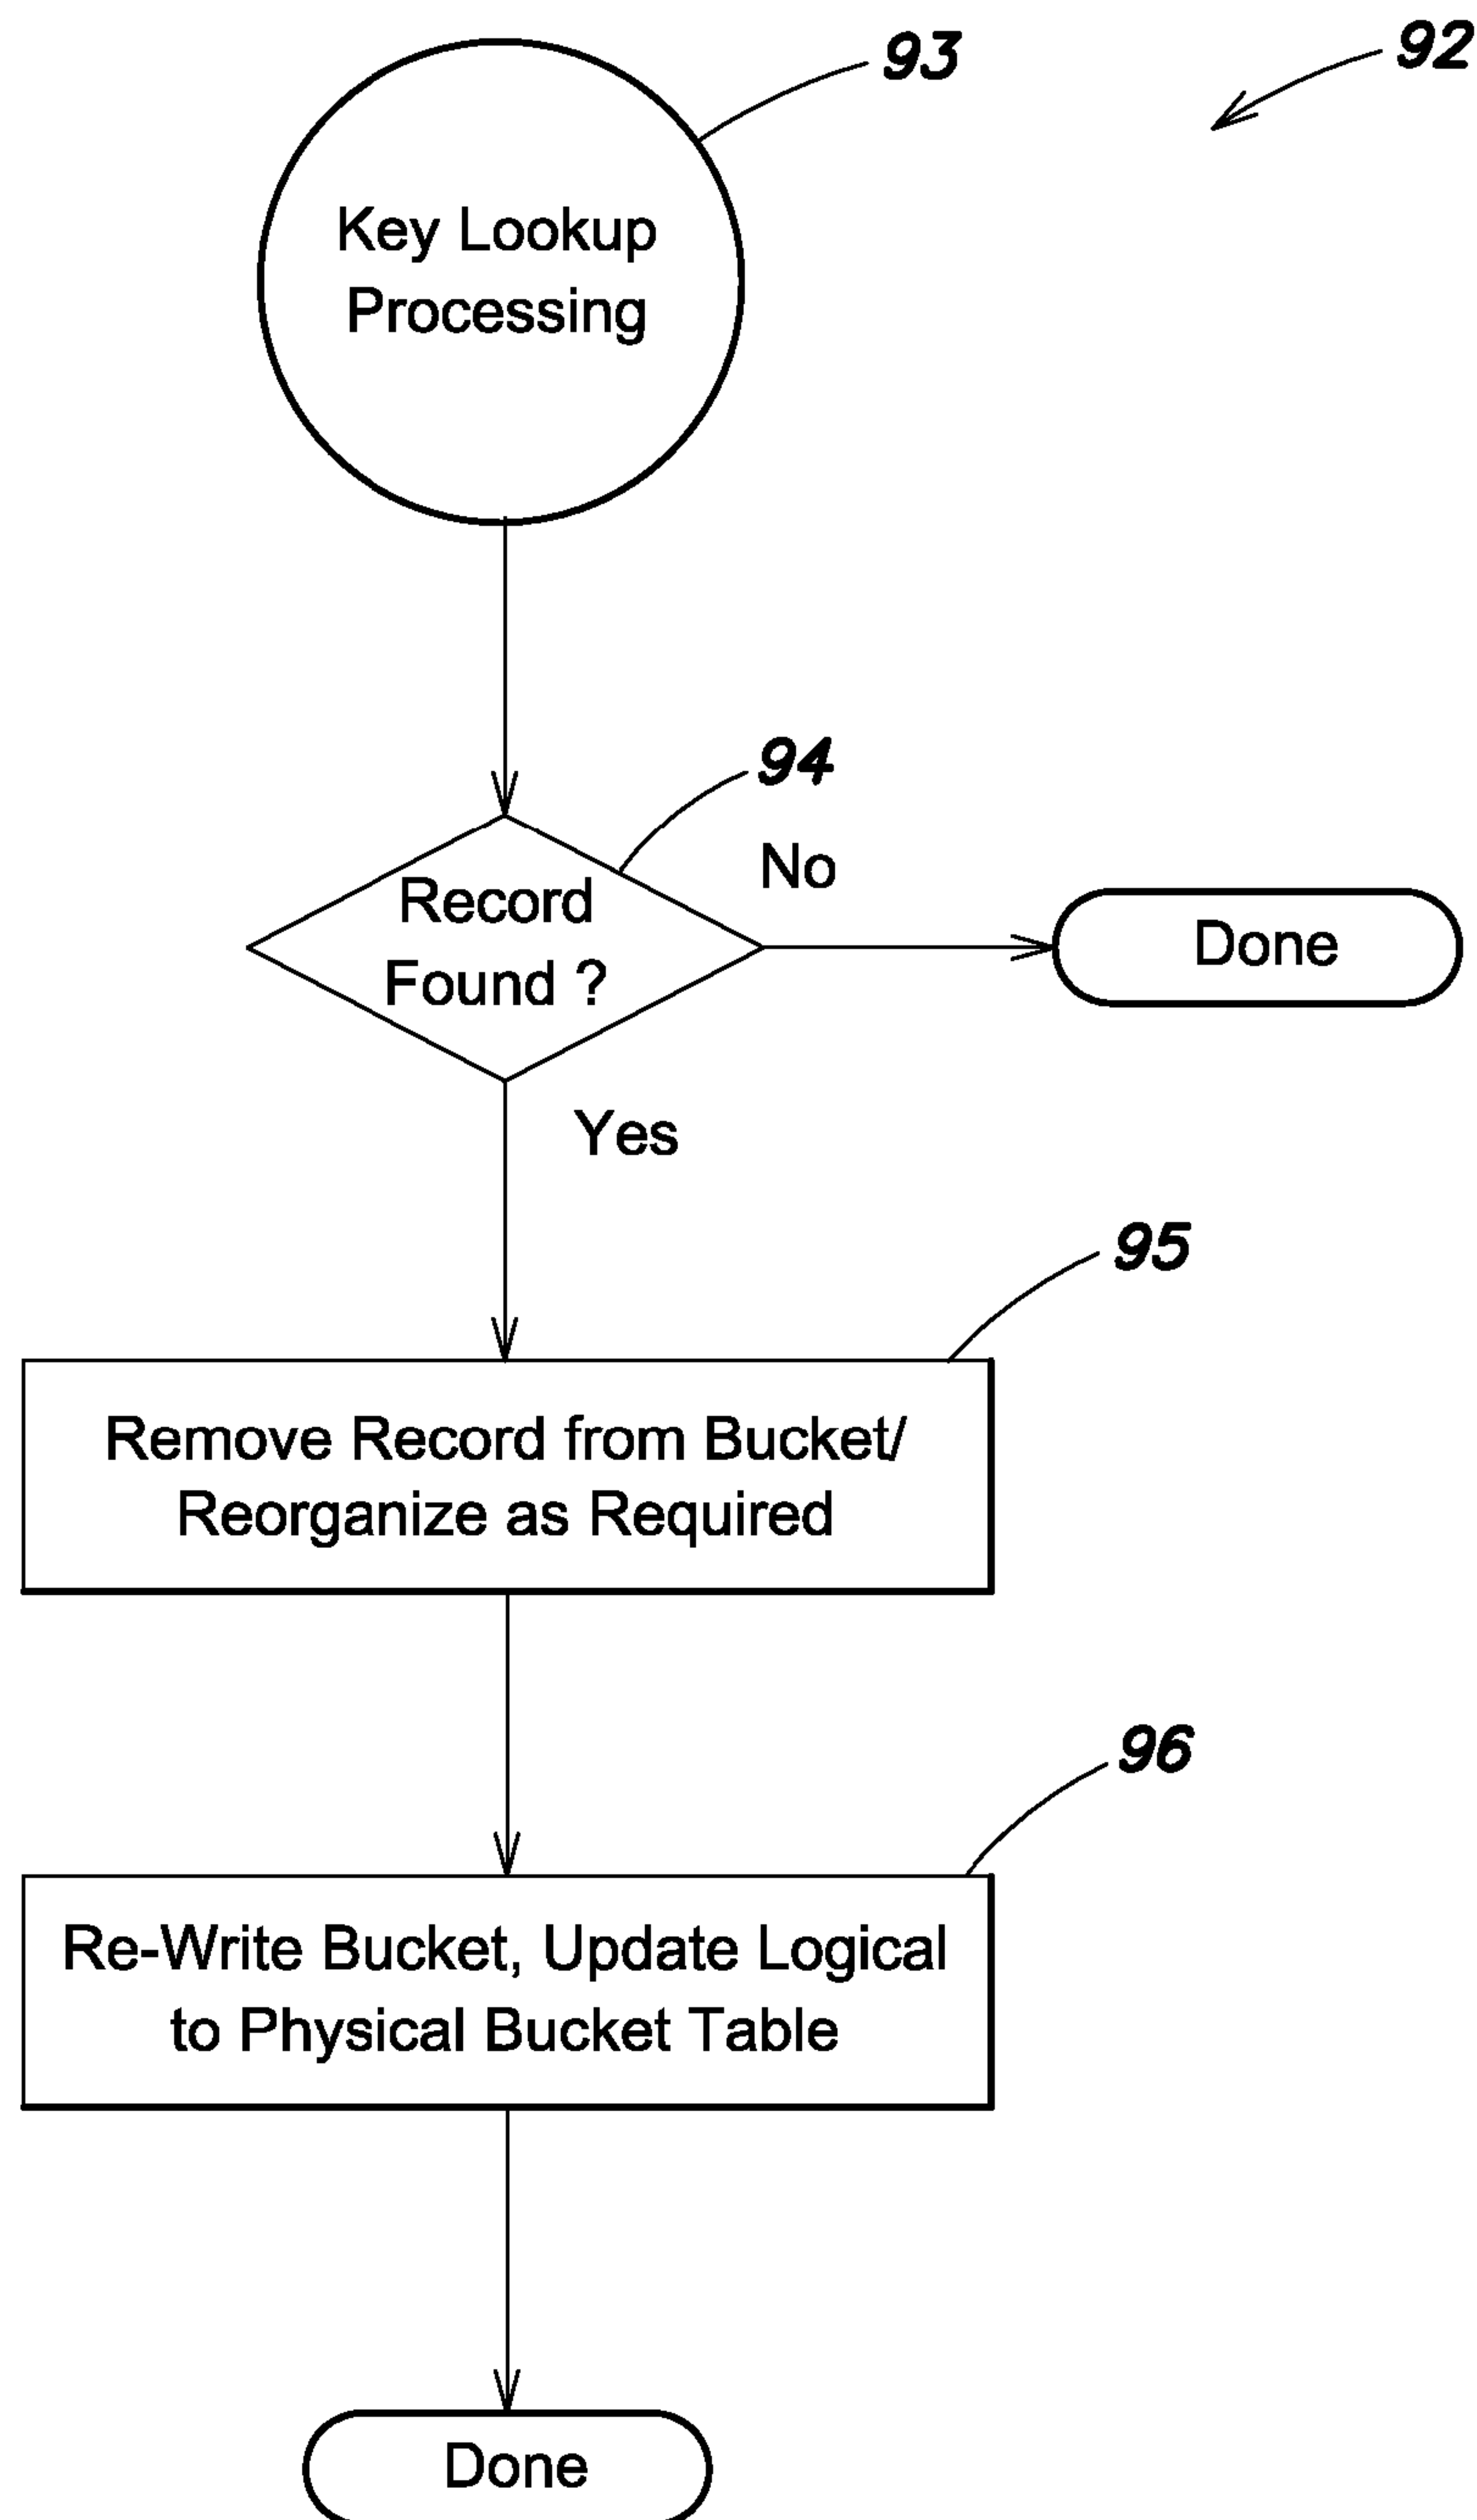 93
92
Key Lookup
Processing
94
No
Record
Found ?
Done
Yes
95
Remove Record from Bucket/
Reorganize as Required
96
Re-Write Bucket, Update Logical
to Physical Bucket Table
Done